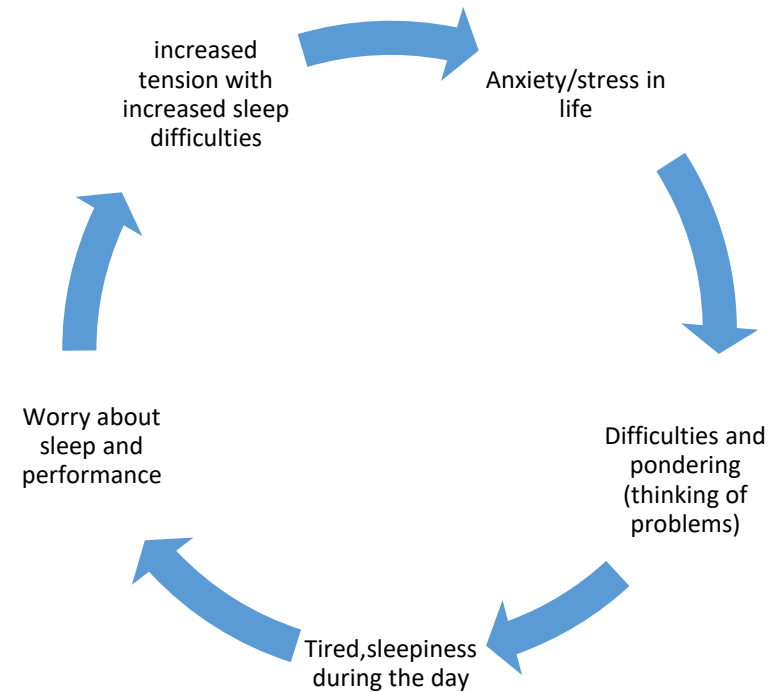 increased
tension with
increased sleep
difficulties
Anxiety/stress in
life
Difficulties and
pondering
(thinking of
problems)
Tired,sleepiness
during the day
Worry about
sleep and
performance